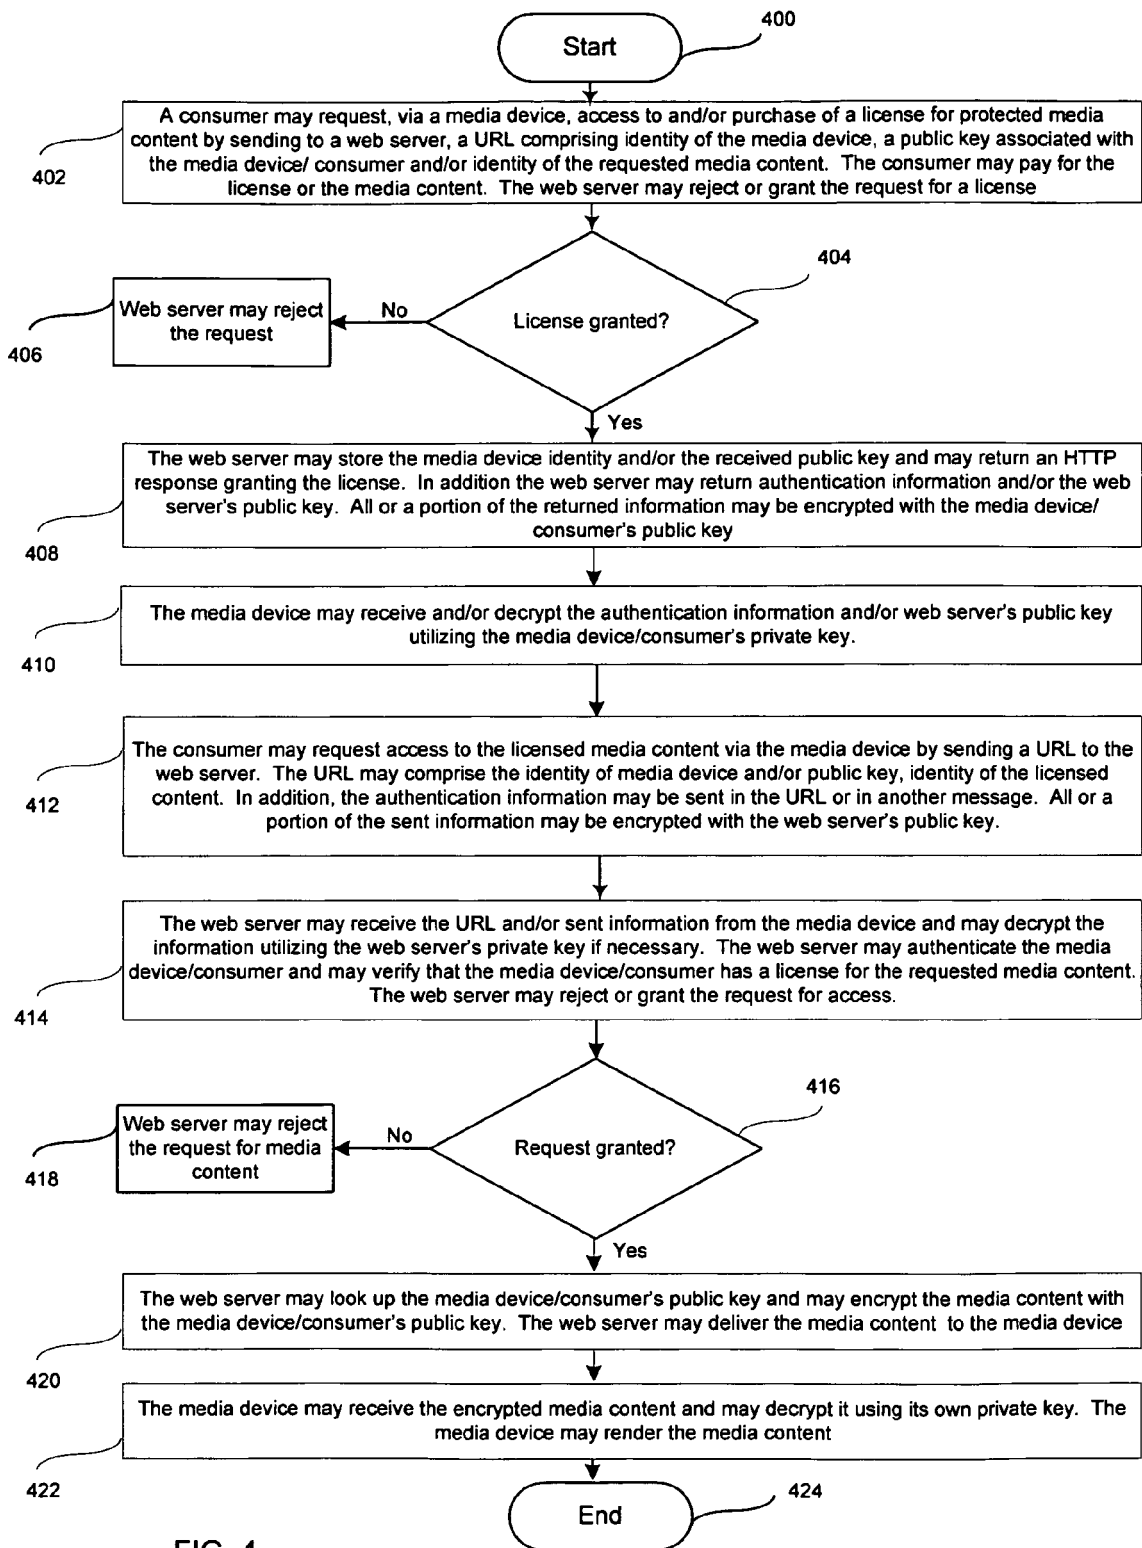 400
Start
A consumer may request, via a media device, access to and/or purchase of a license for protected media
content by sending to a web server, a URL comprising identity of the media device, a public key associated with
the media device/ consumer and/or identity of the requested media content. The consumer may pay for the
license or the media content. The web server may reject or grant the request for a license
402
404
License granted?
No
Web server may reject
the request
406
Yes
The web server may store the media device identity and/or the received public key and may return an HTTP
response granting the license. In addition the web server may return authentication information and/or the web
server's public key. All or a portion of the returned information may be encrypted with the media device/
consumer's public key
408
The media device may receive and/or decrypt the authentication information and/or web server's public key
utilizing the media device/consumer's private key.
410
The consumer may request access to the licensed media content via the media device by sending a URL to the
web server. The URL may comprise the identity of media device and/or public key, identity of the licensed
content. In addition, the authentication information may be sent in the URL or in another message. All or a
portion of the sent information may be encrypted with the web server's public key.
412
The web server may receive the URL and/or sent information from the media device and may decrypt the
information utilizing the web server's private key if necessary. The web server may authenticate the media
device/consumer and may verify that the media device/consumer has a license for the requested media content.
The web server may reject or grant the request for access.
414
416
Request granted?
No
Web server may reject
the request for media
content
418
Yes
The web server may look up the media device/consumer's public key and may encrypt the media content with
the media device/consumer's public key. The web server may deliver the media content to the media device
420
The media device may receive the encrypted media content and may decrypt it using its own private key. The
media device may render the media content
422
End
424
FIG. 4